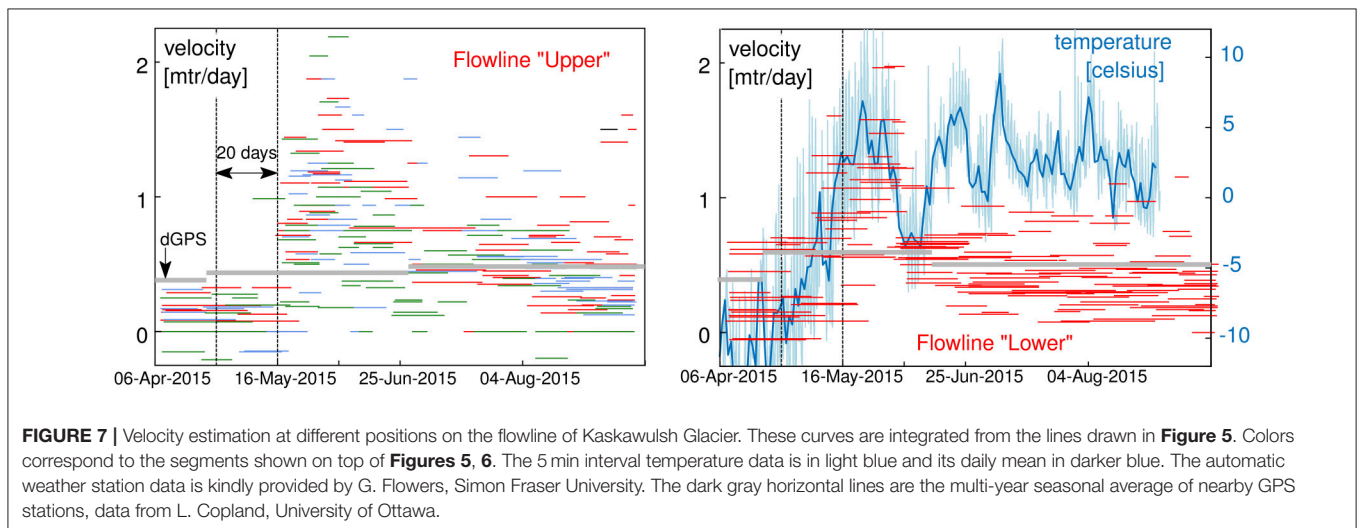 velocity
[mtr/day]
Flowline "Upper"
2
20 days
1
dGPS
0
06-Apr-2015 16-May-2015 25-Jun-2015 04-Aug-2015
velocity
[mtr/day]
temperature
[celsius]
2
10
5
1
0
-5
0
Flowline "Lower"
-10
06-Apr-2015 16-May-2015 25-Jun-2015 04-Aug-2015
FIGURE 7 | Velocity estimation at different positions on the flowline of Kaskawulsh Glacier. These curves are integrated from the lines drawn in Figure 5. Colors
correspond to the segments shown on top of Figures 5, 6. The 5 min interval temperature data is in light blue and its daily mean in darker blue. The automatic
weather station data is kindly provided by G. Flowers, Simon Fraser University. The dark gray horizontal lines are the multi-year seasonal average of nearby GPS
stations, data from L. Copland, University of Ottawa.